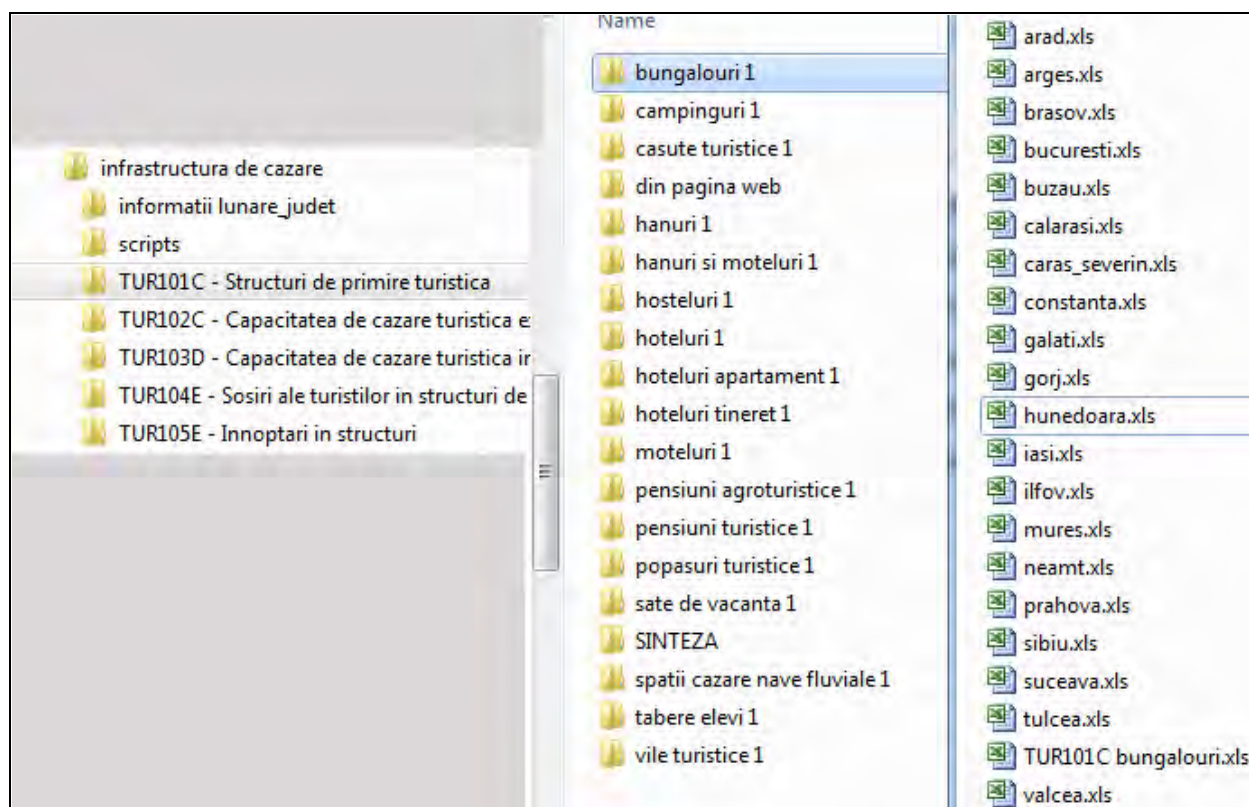 infrastructura de cazare
informatii lunare_judet
scripts
TUR101C - Structuri de primire turistica
TUR102C - Capacitatea de cazare turistica e
TUR103D - Capacitatea de cazare turistica in
TUR104E - Sosiri ale turistilor in structuri de
TUR105E - Innoptari in structuri
Name
bungalouri 1
campinguri 1
casute turistice 1
din pagina web
hanuri 1
hanuri si moteluri 1
hosteluri 1
hoteluri 1
hoteluri apartament 1
hoteluri tineret 1
moteluri 1
pensiuni agroturistice 1
pensiuni turistice 1
popasuri turistice 1
sate de vacanta 1
SINTEZA
spatii cazare nave fluviale 1
tabere elevi 1
vile turistice 1
arad.xls
arges.xls
brasov.xls
bucuresti.xls
buzau.xls
calarasi.xls
caras_severin.xls
constanta.xls
galati.xls
gorj.xls
hunedoara.xls
iasi.xls
ilfov.xls
mures.xls
neamt.xls
prahova.xls
sibiu.xls
suceava.xls
tulcea.xls
TUR101C bungalouri.xls
valcea.xls